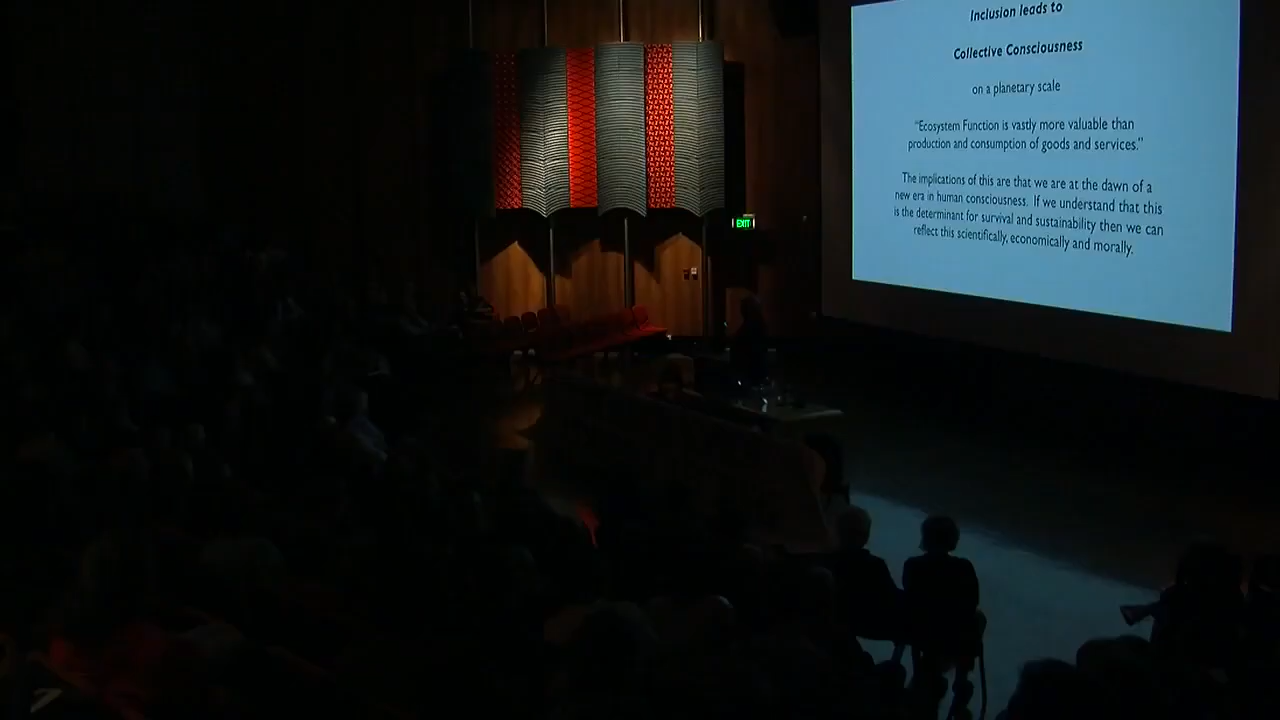 Inclusion leads to
Collective Consciousness
on a planetary scale
“Ecosystem Function is vastly more valuable than
production and consumption of goods and services.”
The implications of this are that we are at the dawn of a
new era in human consciousness. If we understand that this
is the determinant for survival and sustainability then we can
reflect this scientifically, economically and morally.
EXIT